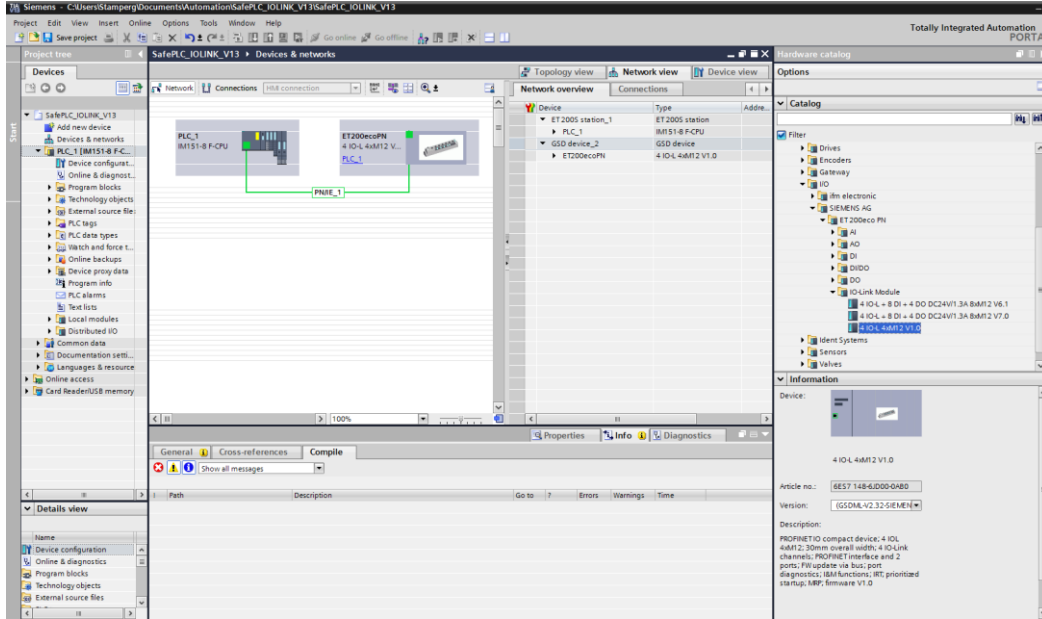 Siemens - C:\Users\Stamperg\Documents\Automation\SafePLC_IOLINK_V13\SafePLC_IOLINK_V13
Project Edit View Insert Online Options Tools Window Help
Totally Integrated Automation
PORTAL
Save project
Go online
Go offline
Project tree
SafePLC_IOLINK_V13 ▸ Devices & networks
Hardware catalog
Devices
Topology view
Network view
Device view
Options
Network
Connections
HMI connection
Network overview
Connections
Start
SafePLC_IOLINK_V13
Add new device
Devices & networks
PLC_1 [IM151-8 F-C...
Device configurat...
Online & diagnost...
Program blocks
Technology objects
External source file:
PLC tags
PLC data types
Watch and force t...
Online backups
Device proxy data
Program info
PLC alarms
Text lists
Local modules
Distributed I/O
Common data
Documentation setti...
Languages & resource
Online access
Card Reader/USB memory
PLC_1
IM151-8 F-CPU
ET200ecoPN
4 IO-L 4xM12 V...
PLC_1
PN/IE_1
100%
Device Type Addre...
ET200S station_1 ET200S station
PLC_1 IM151-8 F-CPU
GSD device_2 GSD device
ET200ecoPN 4 IO-L 4xM12 V1.0
Catalog
Filter
Drives
Encoders
Gateway
I/O
ifm electronic
SIEMENS AG
ET 200eco PN
AI
AO
DI
DI/DO
DO
IO-Link Module
4 IO-L + 8 DI + 4 DO DC24V/1.3A 8xM12 V6.1
4 IO-L + 8 DI + 4 DO DC24V/1.3A 8xM12 V7.0
4 IO-L 4xM12 V1.0
Ident Systems
Sensors
Valves
Information
Device:
4 IO-L 4xM12 V1.0
Article no.: 6ES7 148-6JD00-0AB0
Version: (GSDML-V2.32-SIEMEN
Description:
PROFINET IO compact device; 4 IOL
4xM12; 30mm overall width; 4 IO-Link
channels; PROFINET interface and 2
ports; FW update via bus; port
diagnostics; I&M functions; IRT; prioritized
startup; MRP; firmware V1.0
Properties
Info
Diagnostics
General
Cross-references
Compile
Show all messages
! Path Description Go to ? Errors Warnings Time
Details view
Name
Device configuration
Online & diagnostics
Program blocks
Technology objects
External source files